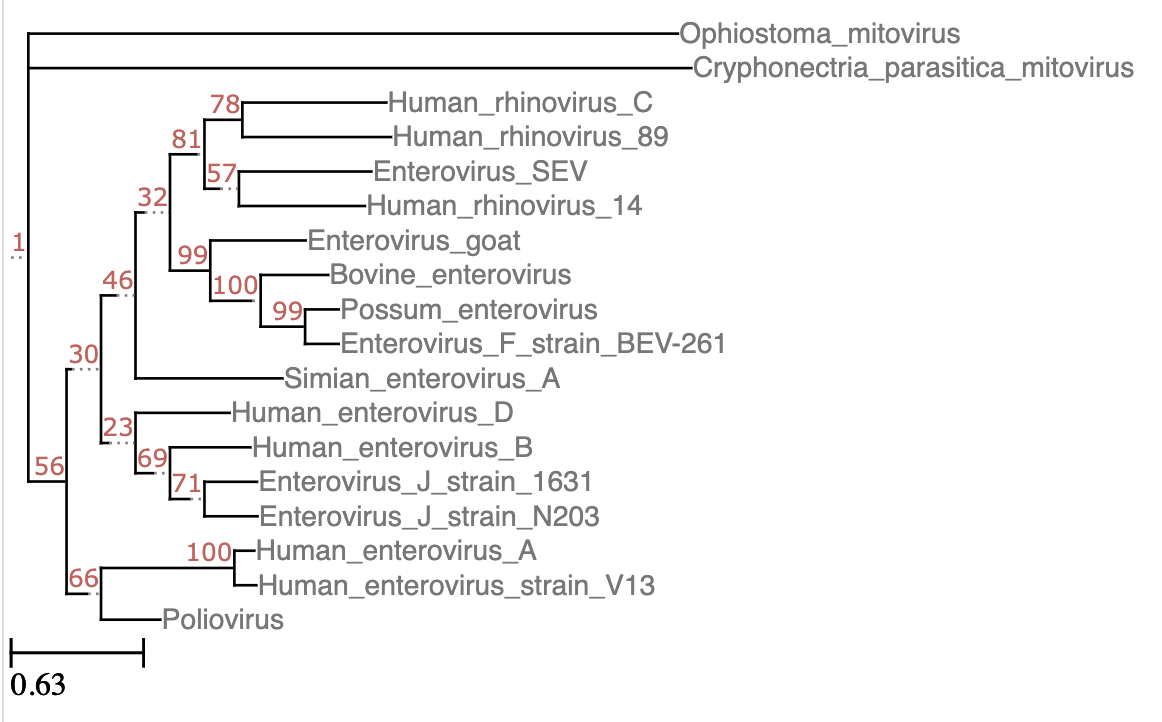 Ophiostoma_mitovirus
Cryphonectria_parasitica_mitovirus
78 Human_rhinovirus_C
Human_rhinovirus_89
81
57 Enterovirus_SEV
Human_rhinovirus_14
32
1
99 Enterovirus_goat
46
100 Bovine_enterovirus
99 Possum_enterovirus
Enterovirus_F_strain_BEV-261
30
Simian_enterovirus_A
23 Human_enterovirus_D
69 Human_enterovirus_B
56
71 Enterovirus_J_strain_1631
Enterovirus_J_strain_N203
100 Human_enterovirus_A
66 Human_enterovirus_strain_V13
Poliovirus
0.63